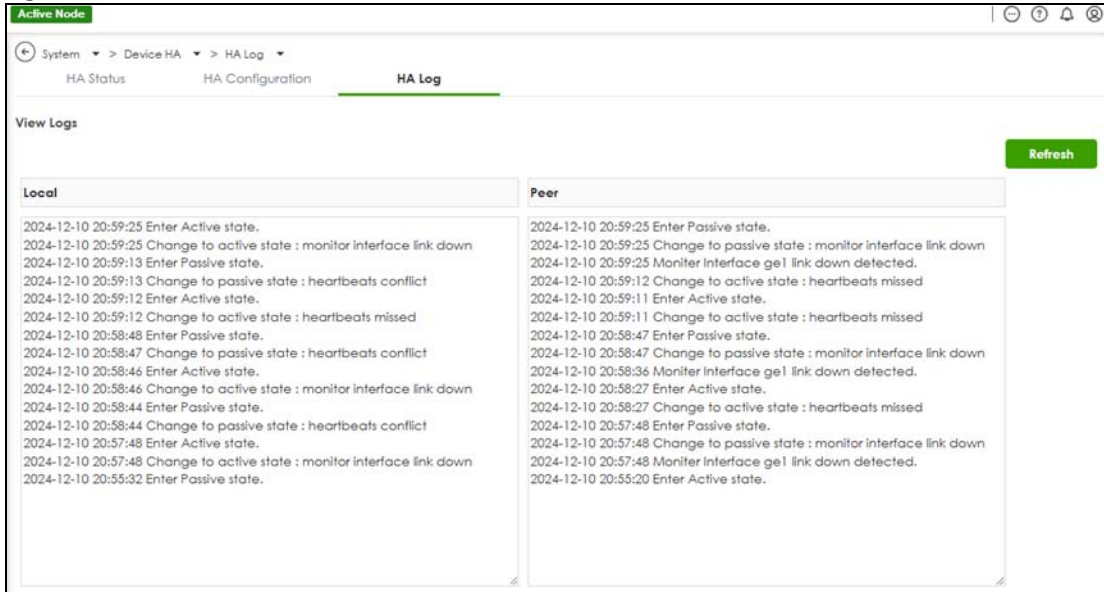 Active Node
System > Device HA > HA Log
HA Status HA Configuration HA Log
View Logs
Refresh
Local
2024-12-10 20:59:25 Enter Active state.
2024-12-10 20:59:25 Change to active state : monitor interface link down
2024-12-10 20:59:13 Enter Passive state.
2024-12-10 20:59:13 Change to passive state : heartbeats conflict
2024-12-10 20:59:12 Enter Active state.
2024-12-10 20:59:12 Change to active state : heartbeats missed
2024-12-10 20:58:48 Enter Passive state.
2024-12-10 20:58:47 Change to passive state : heartbeats conflict
2024-12-10 20:58:46 Enter Active state.
2024-12-10 20:58:46 Change to active state : monitor interface link down
2024-12-10 20:58:44 Enter Passive state.
2024-12-10 20:58:44 Change to passive state : heartbeats conflict
2024-12-10 20:57:48 Enter Active state.
2024-12-10 20:57:48 Change to active state : monitor interface link down
2024-12-10 20:55:32 Enter Passive state.
Peer
2024-12-10 20:59:25 Enter Passive state.
2024-12-10 20:59:25 Change to passive state : monitor interface link down
2024-12-10 20:59:25 Moniter Interface ge1 link down detected.
2024-12-10 20:59:12 Change to active state : heartbeats missed
2024-12-10 20:59:11 Enter Active state.
2024-12-10 20:59:11 Change to active state : heartbeats missed
2024-12-10 20:58:47 Enter Passive state.
2024-12-10 20:58:47 Change to passive state : monitor interface link down
2024-12-10 20:58:36 Moniter Interface ge1 link down detected.
2024-12-10 20:58:27 Enter Active state.
2024-12-10 20:58:27 Change to active state : heartbeats missed
2024-12-10 20:57:48 Enter Passive state.
2024-12-10 20:57:48 Change to passive state : monitor interface link down
2024-12-10 20:57:48 Moniter Interface ge1 link down detected.
2024-12-10 20:55:20 Enter Active state.